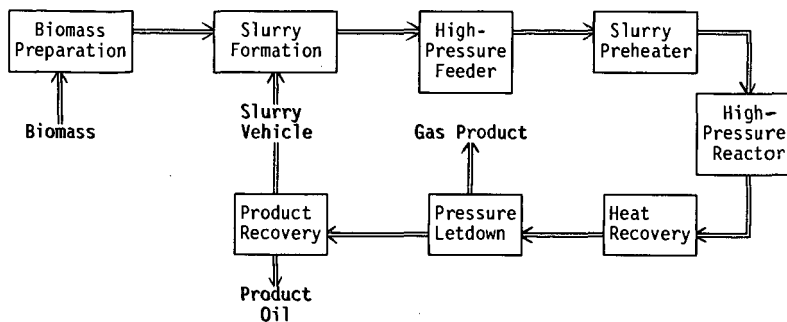 Biomass
Preparation
Slurry
Formation
High-
Pressure
Feeder
Slurry
Preheater
High-
Pressure
Reactor
Biomass
Slurry
Vehicle
Gas Product
Product
Recovery
Pressure
Letdown
Heat
Recovery
Product
Oil